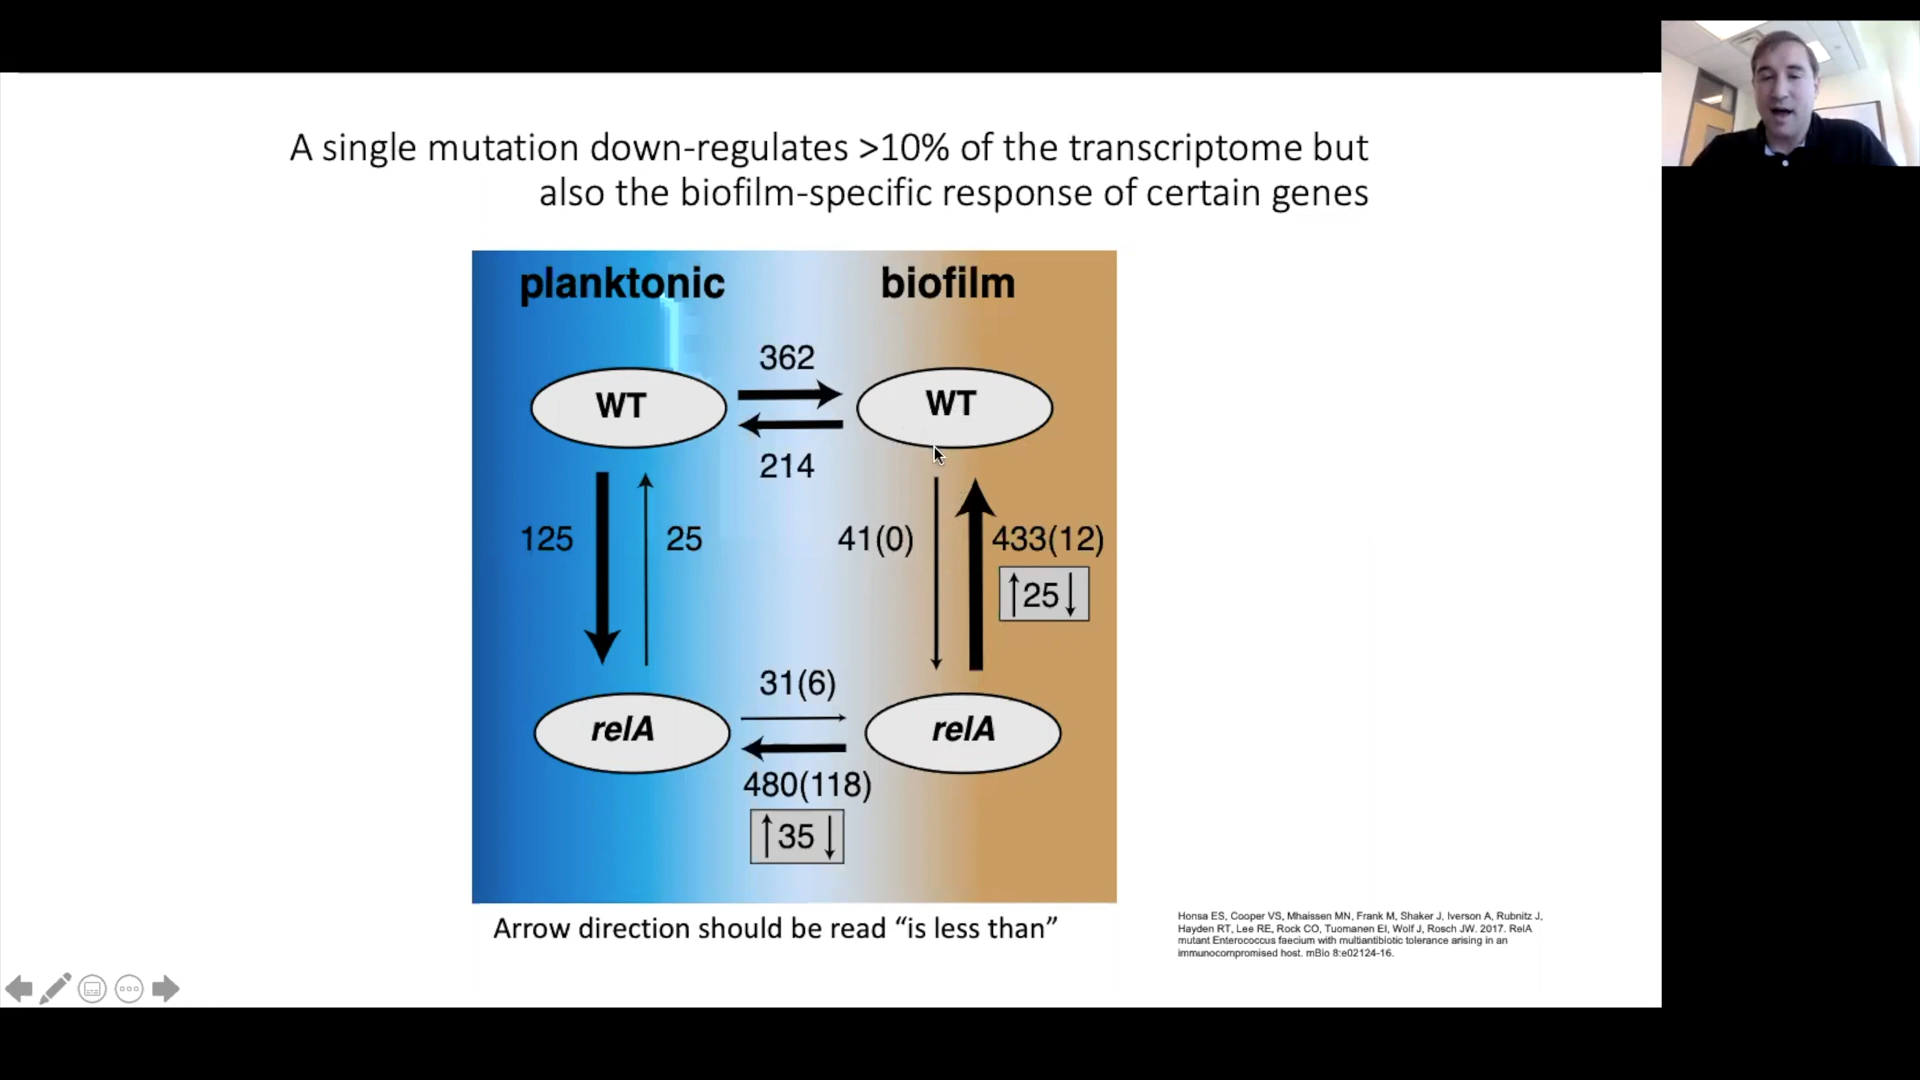 A single mutation down-regulates >10% of the transcriptome but
also the biofilm-specific response of certain genes
planktonic
biofilm
362
WT
WT
214
125
25
41(0)
433(12)
↑25↓
31(6)
relA
relA
480(118)
↑35↓
Arrow direction should be read “is less than”
Honsa ES, Cooper VS, Mhaissen MN, Frank M, Shaker J, Iverson A, Rubnitz J,
Hayden RT, Lee RE, Rock CO, Tuomanen EI, Wolf J, Rosch JW. 2017. RelA
mutant Enterococcus faecium with multiantibiotic tolerance arising in an
immunocompromised host. mBio 8:e02124-16.